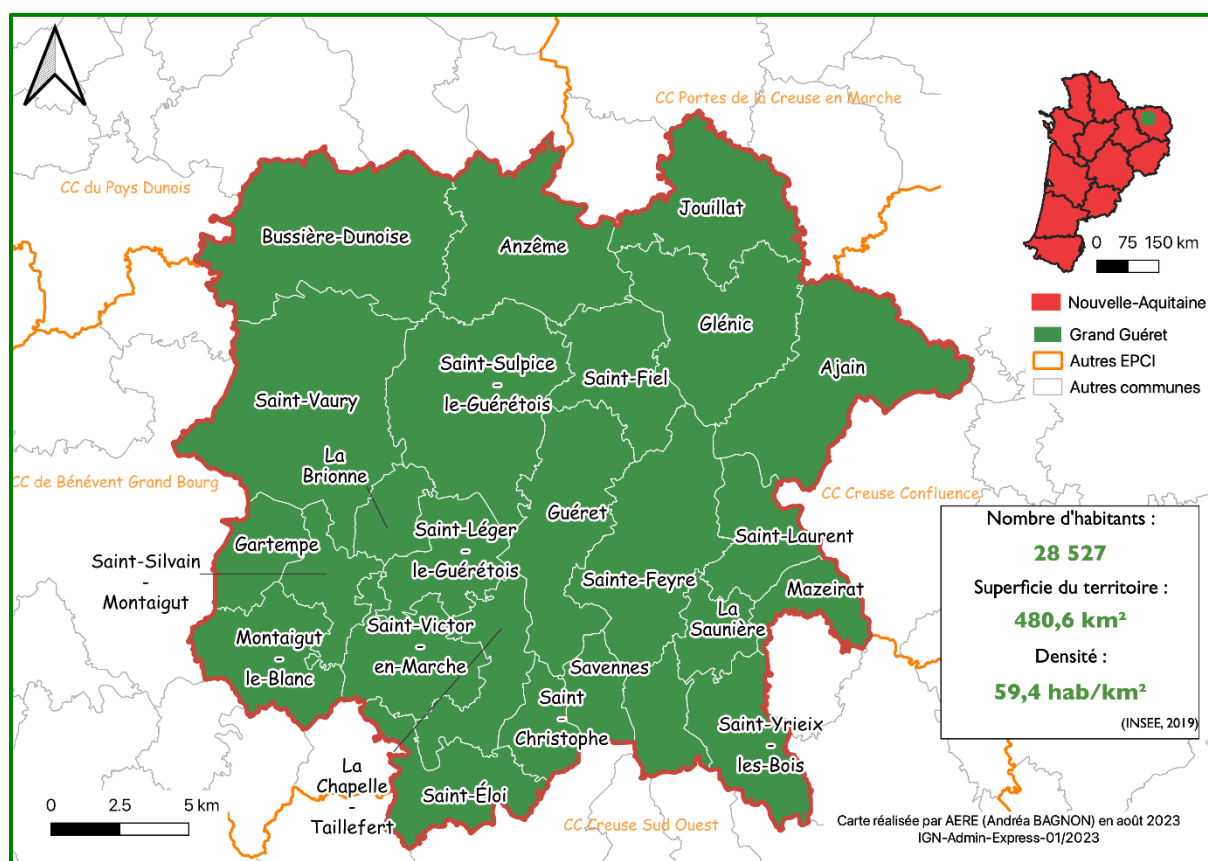 CC Portes de la Creuse en Marche
CC du Pays Dunois
Jouillat
Bussière-Dunoise
Anzême
0 75 150 km
Nouvelle-Aquitaine
Grand Guéret
Autres EPCI
Autres communes
Glénic
Ajain
Saint-Sulpice
-
le-Guérétois
Saint-Fiel
Saint-Vaury
La
Brionne
CC de Bénévent Grand Bourg
CC Creuse Confluence
Guéret
Saint-Léger
-
le-Guérétois
Gartempe
Saint-Laurent
Saint-Silvain
-
Montaigut
Sainte-Feyre
Mazeirat
La
Saunière
Montaigut
-
le-Blanc
Saint-Victor
-
en-Marche
Savennes
Saint
-
Christophe
Saint-Yrieix
-
les-Bois
La
Chapelle
-
Taillefert
Saint-Éloi
CC Creuse Sud Ouest
Nombre d'habitants :
28 527
Superficie du territoire :
480,6 km²
Densité :
59,4 hab/km²
(INSEE, 2019)
0 2.5 5 km
Carte réalisée par AERE (Andréa BAGNON) en août 2023
IGN-Admin-Express-01/2023